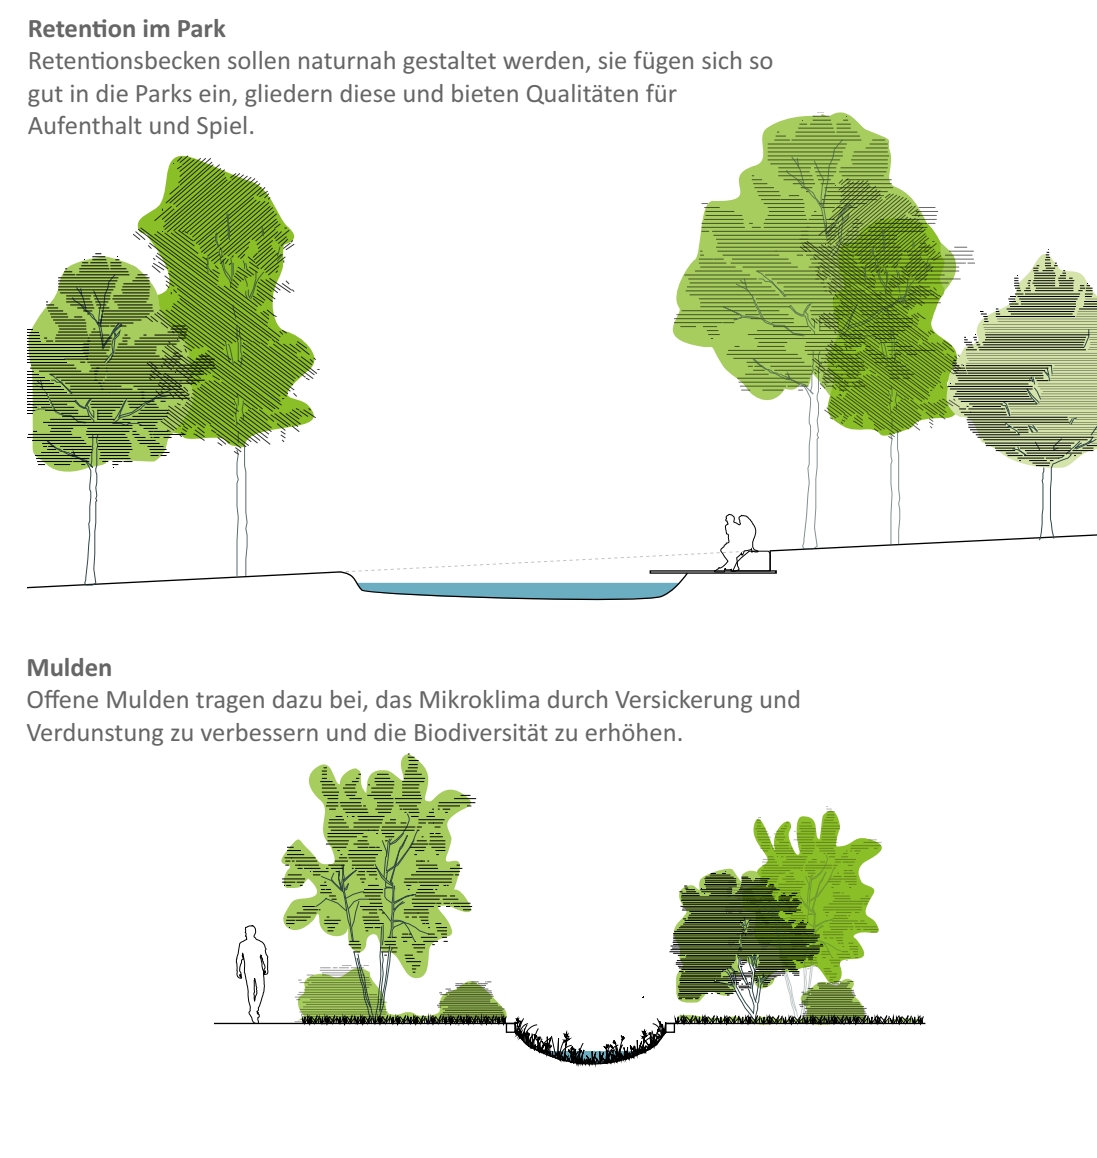 Retention im Park
Retentionsbecken sollen naturnah gestaltet werden, sie fügen sich so
gut in die Parks ein, gliedern diese und bieten Qualitäten für
Aufenthalt und Spiel.
Mulden
Offene Mulden tragen dazu bei, das Mikroklima durch Versickerung und
Verdunstung zu verbessern und die Biodiversität zu erhöhen.